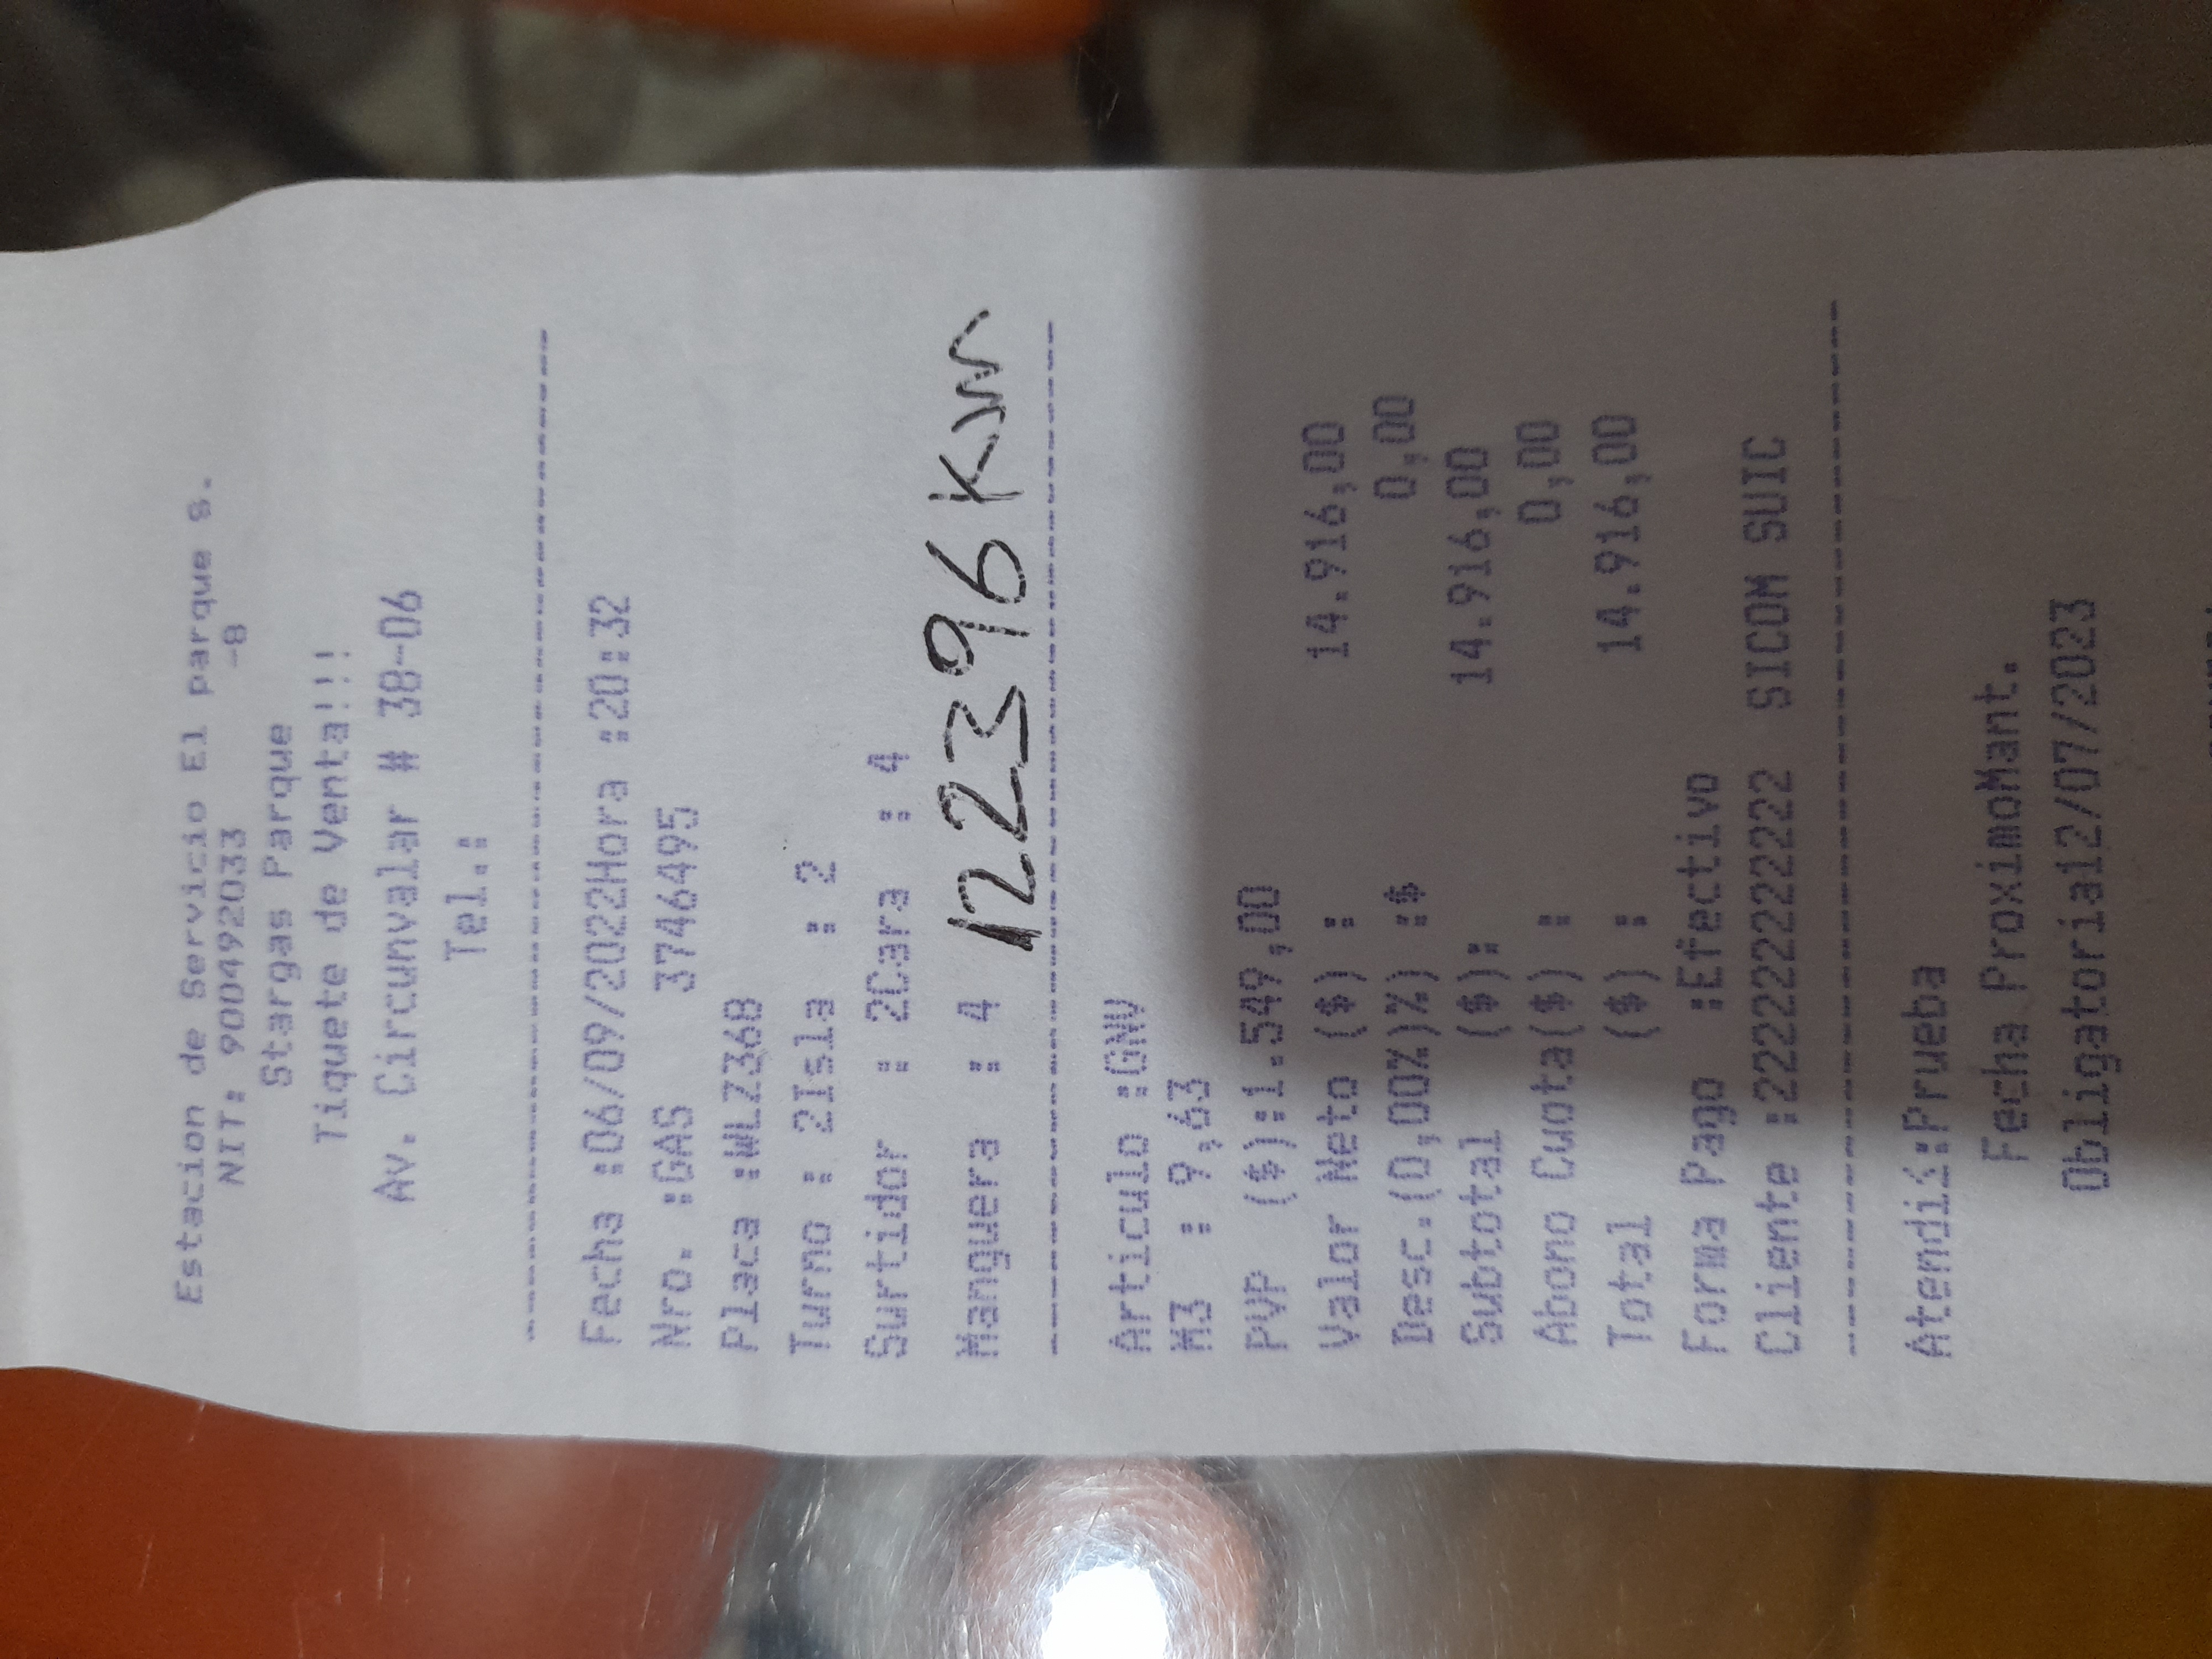 Estacion de Servicio El parque S.
NIT: 900492033 -8
Stargas Parque
Tiquete de Venta!!!
Av. Circunvalar # 38-06
Tel.:
Fecha :06/09/2022Hora :20:32
Nro. :GAS 3746495
Placa :WLZ368
Turno : 2Isla : 2
Surtidor : 2Cara : 4
Manguera : 4
122396 Km
Articulo :GNV
M3 : 9,63
PVP ($):1.549,00
Valor Neto ($) : 14.916,00
Desc.(0,00%)%) :$ 0,00
Subtotal ($): 14.916,00
Abono Cuota($) : 0,00
Total ($) : 14.916,00
Forma Pago :Efectivo
Cliente :222222222222 SICOM SUIC
Atendi¾:Prueba
Fecha ProximoMant.
Obligatoria12/07/2023